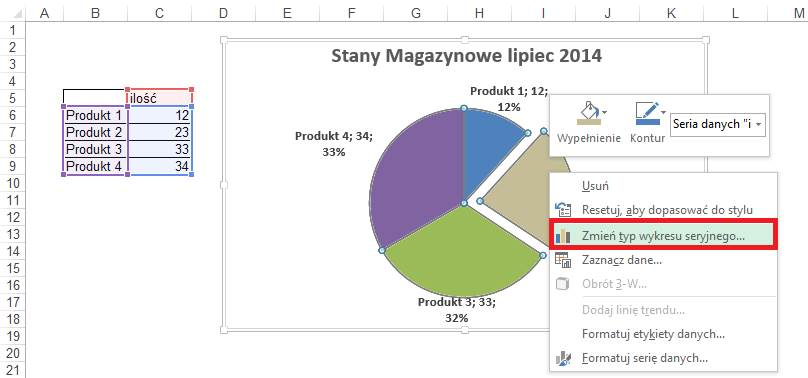 A B C D E F G H I J K L M
1
2
3
4
5
6
7
8
9
10
11
12
13
14
15
16
17
18
19
20
21
ilość
Produkt 1 12
Produkt 2 23
Produkt 3 33
Produkt 4 34
Stany Magazynowe lipiec 2014
Produkt 1; 12;
12%
Produkt 4; 34;
33%
Produkt 3; 33;
32%
Wypełnienie
Kontur
Seria danych "i
Usuń
Resetuj, aby dopasować do stylu
Zmień typ wykresu seryjnego...
Zaznacz dane...
Obrót 3-W...
Dodaj linię trendu...
Formatuj etykiety danych...
Formatuj serię danych...